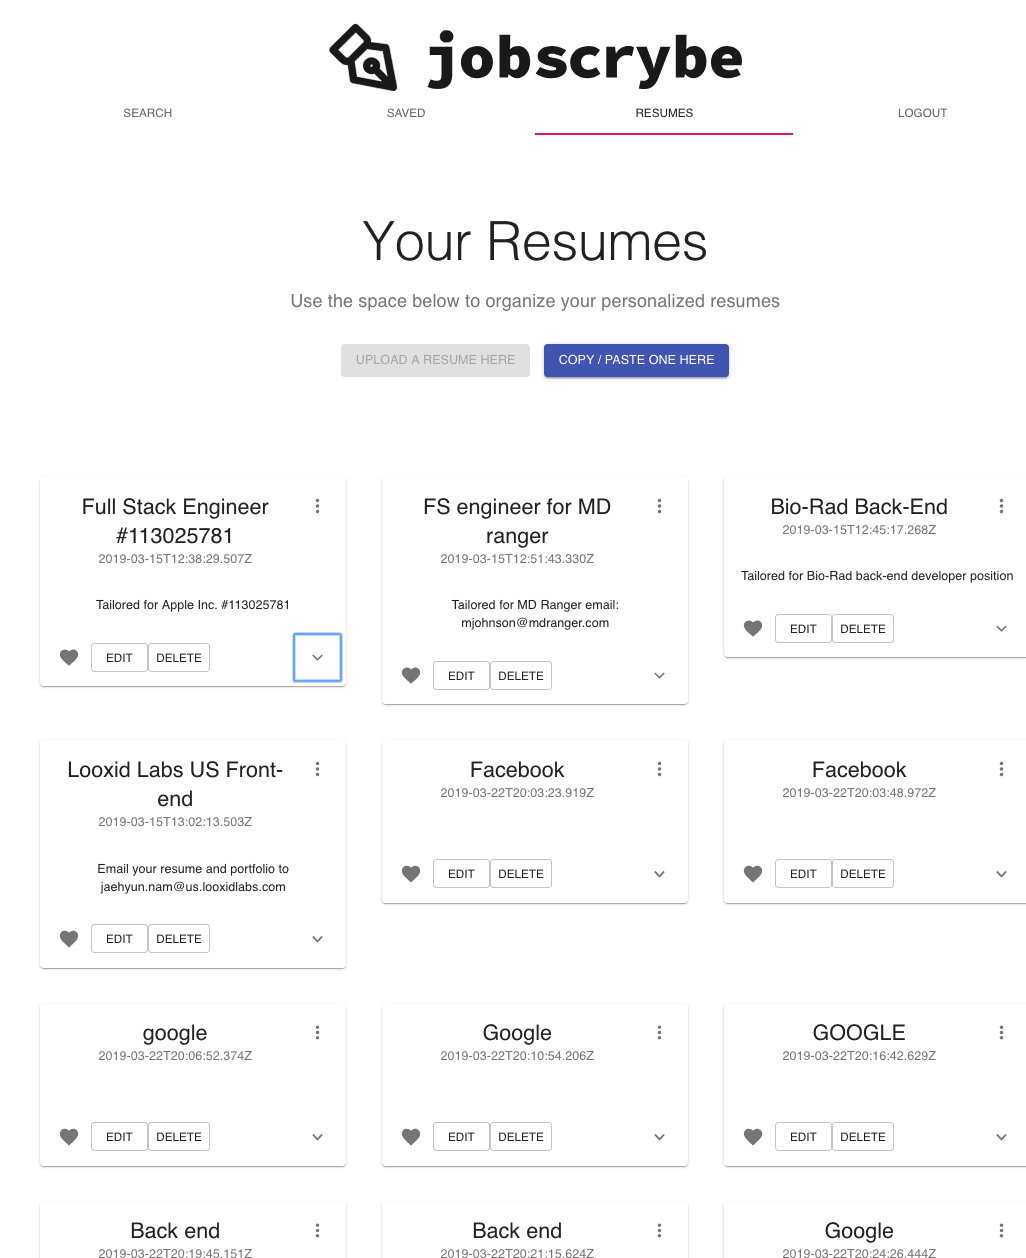 jobscrybe
SEARCH
SAVED
RESUMES
LOGOUT
Your Resumes
Use the space below to organize your personalized resumes
UPLOAD A RESUME HERE
COPY / PASTE ONE HERE
Full Stack Engineer
#113025781
2019-03-15T12:38:29.507Z
Tailored for Apple Inc. #113025781
EDIT
DELETE
FS engineer for MD
ranger
2019-03-15T12:51:43.330Z
Tailored for MD Ranger email:
mjohnson@mdranger.com
EDIT
DELETE
Bio-Rad Back-End
2019-03-15T12:45:17.268Z
Tailored for Bio-Rad back-end developer position
EDIT
DELETE
Looxid Labs US Front-
end
2019-03-15T13:02:13.503Z
Email your resume and portfolio to
jaehyun.nam@us.looxidlabs.com
EDIT
DELETE
Facebook
2019-03-22T20:03:23.919Z
EDIT
DELETE
Facebook
2019-03-22T20:03:48.972Z
EDIT
DELETE
google
2019-03-22T20:06:52.374Z
EDIT
DELETE
Google
2019-03-22T20:10:54.206Z
EDIT
DELETE
GOOGLE
2019-03-22T20:16:42.629Z
EDIT
DELETE
Back end
2019-03-22T20:19:45.151Z
Back end
2019-03-22T20:21:15.624Z
Google
2019-03-22T20:24:26.444Z